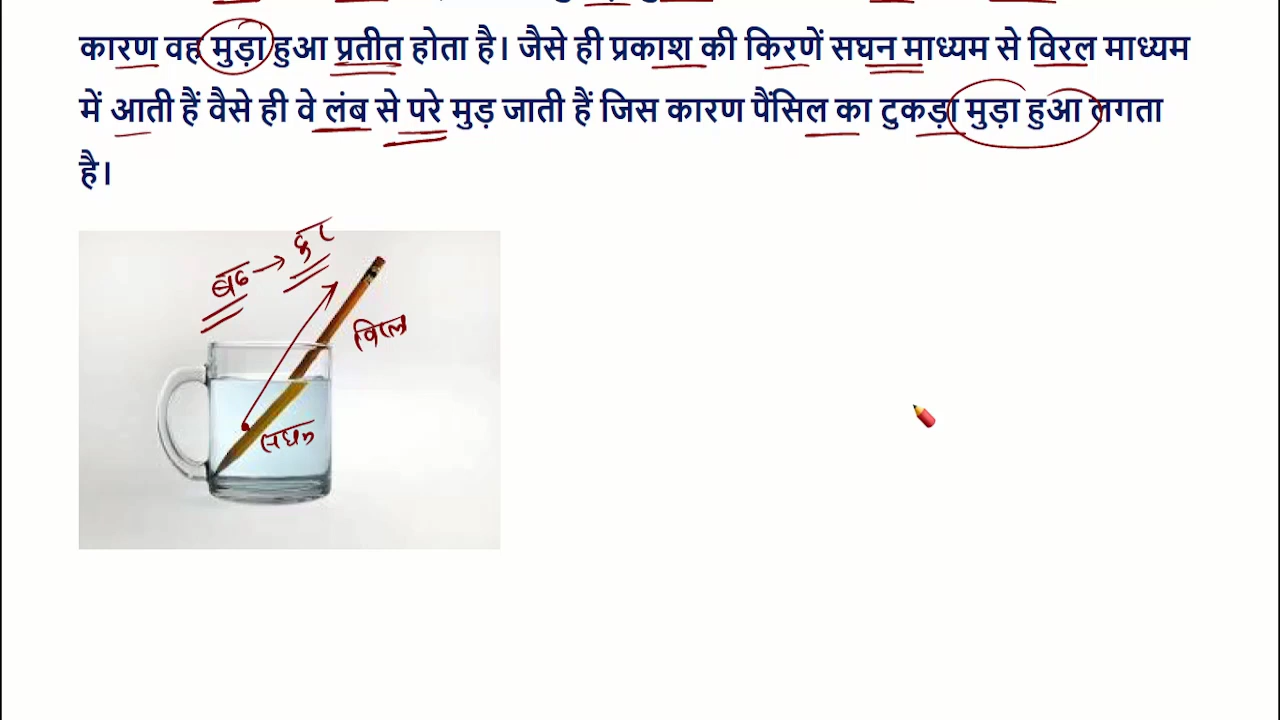 कारण वह मुड़ा हुआ प्रतीत होता है। जैसे ही प्रकाश की किरणें सघन माध्यम से विरल माध्यम
में आती हैं वैसे ही वे लंब से परे मुड़ जाती हैं जिस कारण पैंसिल का टुकड़ा मुड़ा हुआ लगता
है।
दूर
विरल
सघन